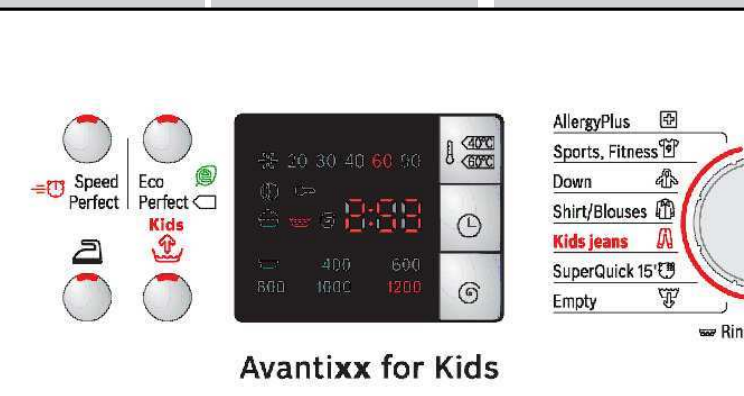 Speed
Perfect
Eco
Perfect
Kids
20 30 40 60 90
8:88
400 600
800 1000 1200
40°C
60°C
AllergyPlus
Sports, Fitness
Down
Shirt/Blouses
Kids jeans
SuperQuick 15'
Empty
Rin
Avantixx for Kids